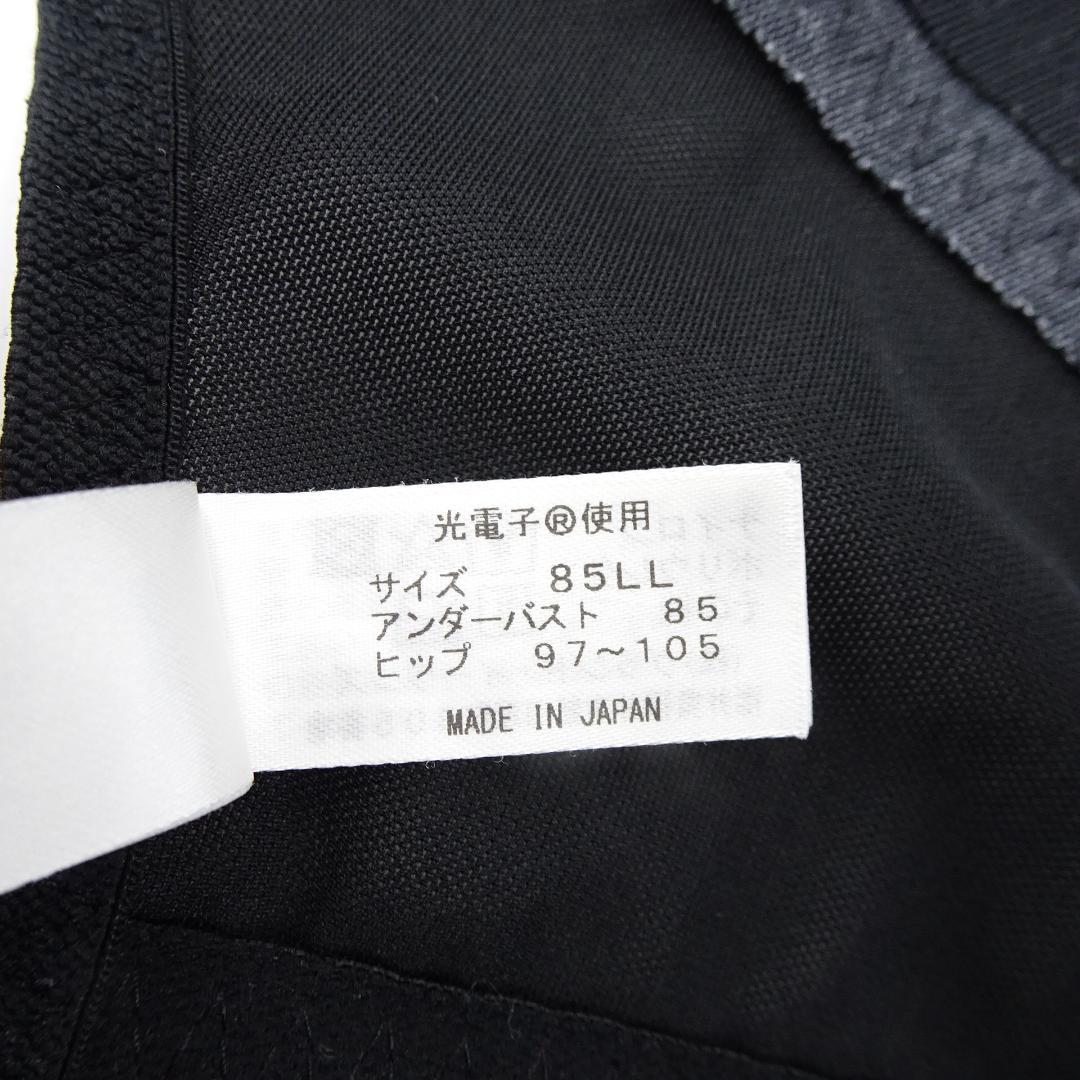 光電子®使用
サイズ 85LL
アンダーバスト 85
ヒップ 97〜105
MADE IN JAPAN